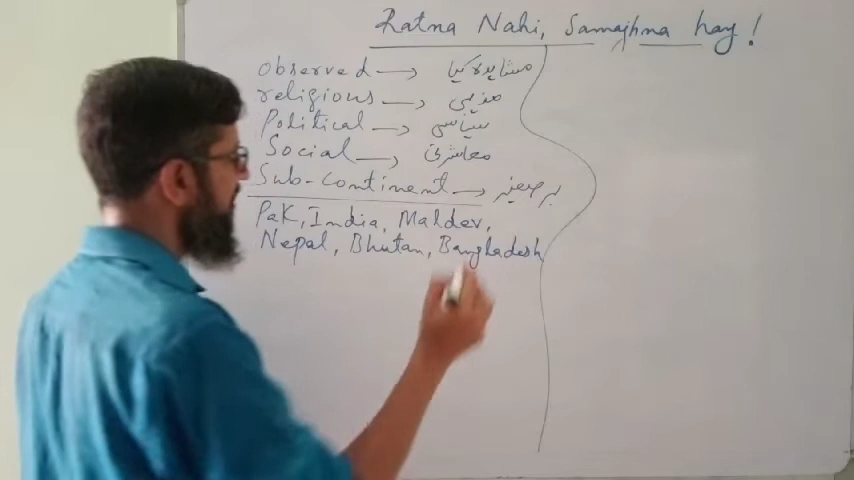 Ratna Nahi, Samajhna hay!
Observed → مشاہدہ کیا
religious → مذہبی
Political → سیاسی
Social → معاشرتی
Sub-continent → برصغیر
Pak, India, Maldev,
Nepal, Bhutan, Bangladesh